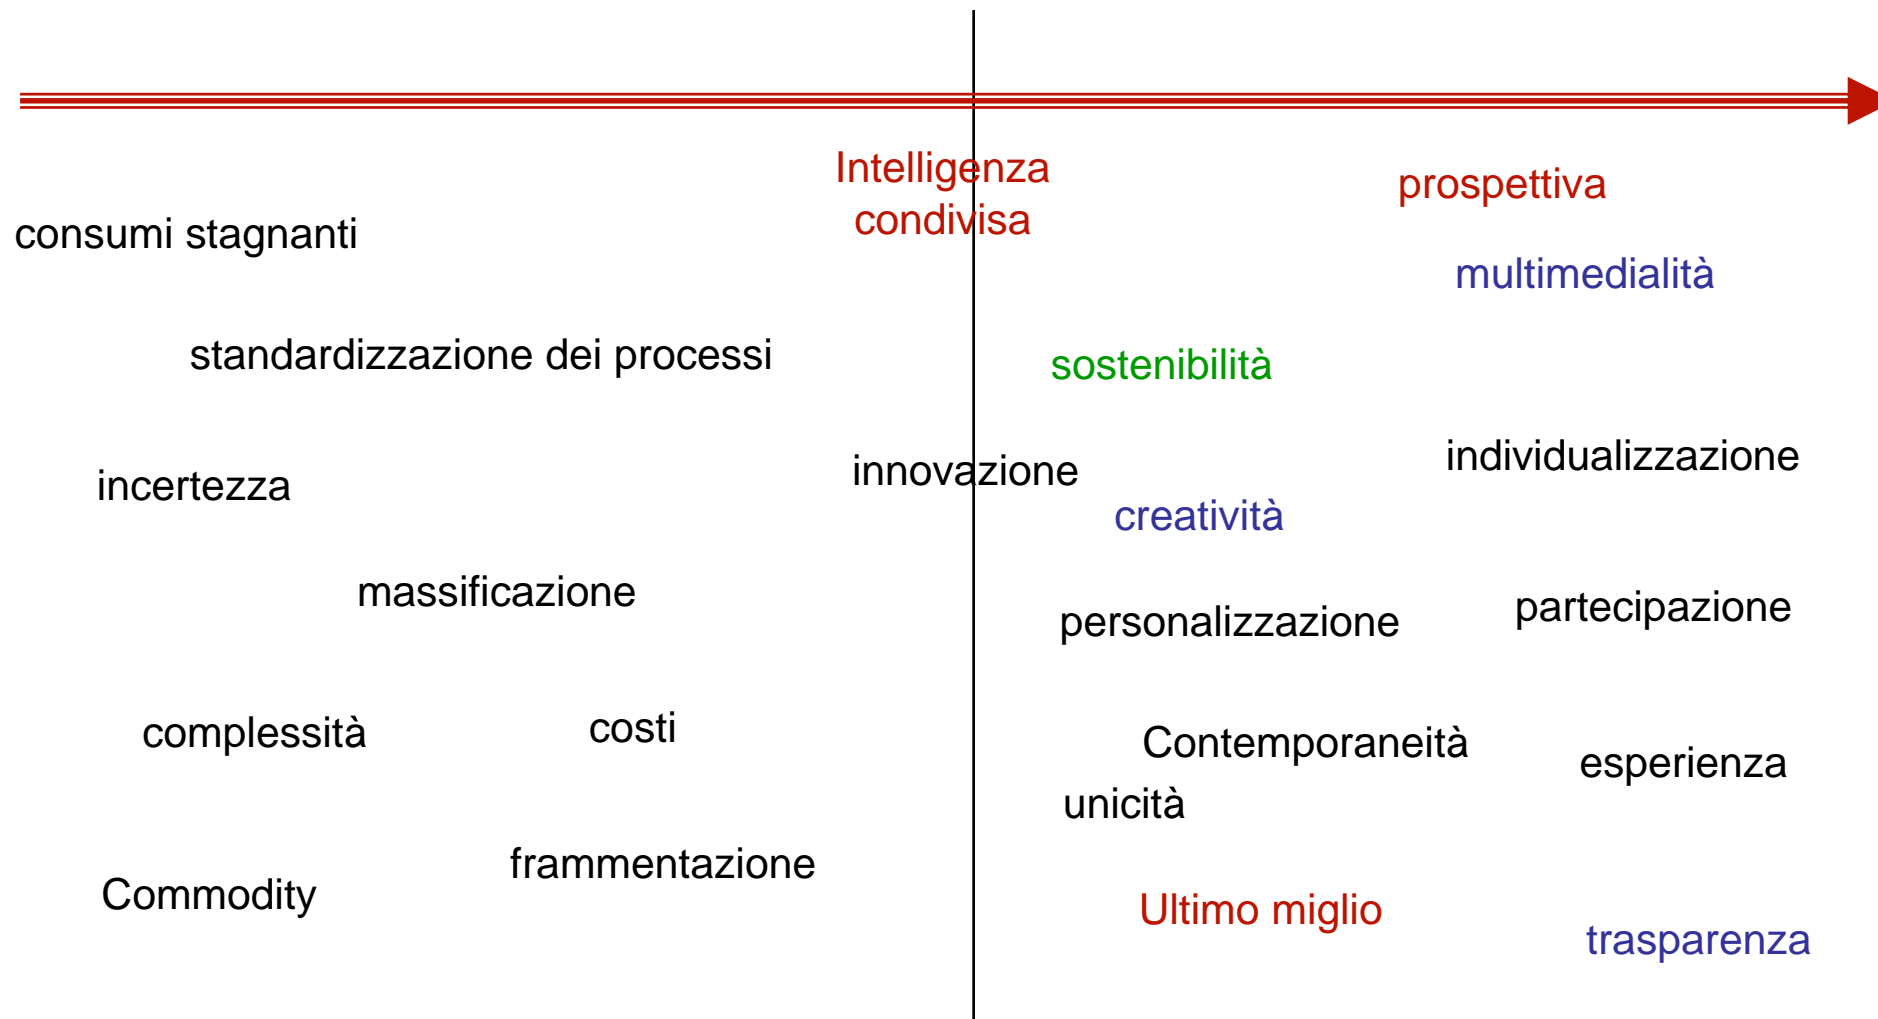 Intelligenza
condivisa
prospettiva
consumi stagnanti
multimedialità
standardizzazione dei processi
sostenibilità
individualizzazione
innovazione
incertezza
creatività
massificazione
partecipazione
personalizzazione
costi
complessità
Contemporaneità
esperienza
unicità
frammentazione
Commodity
Ultimo miglio
trasparenza